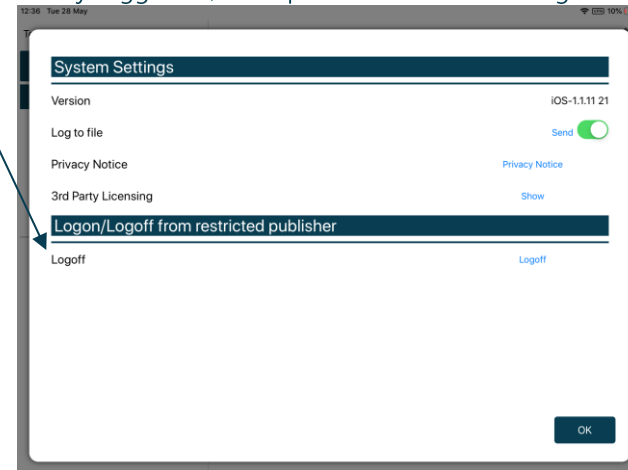 12:36 Tue 28 May
10%
System Settings
Version iOS-1.1.11 21
Log to file Send
Privacy Notice Privacy Notice
3rd Party Licensing Show
Logon/Logoff from restricted publisher
Logoff Logoff
OK